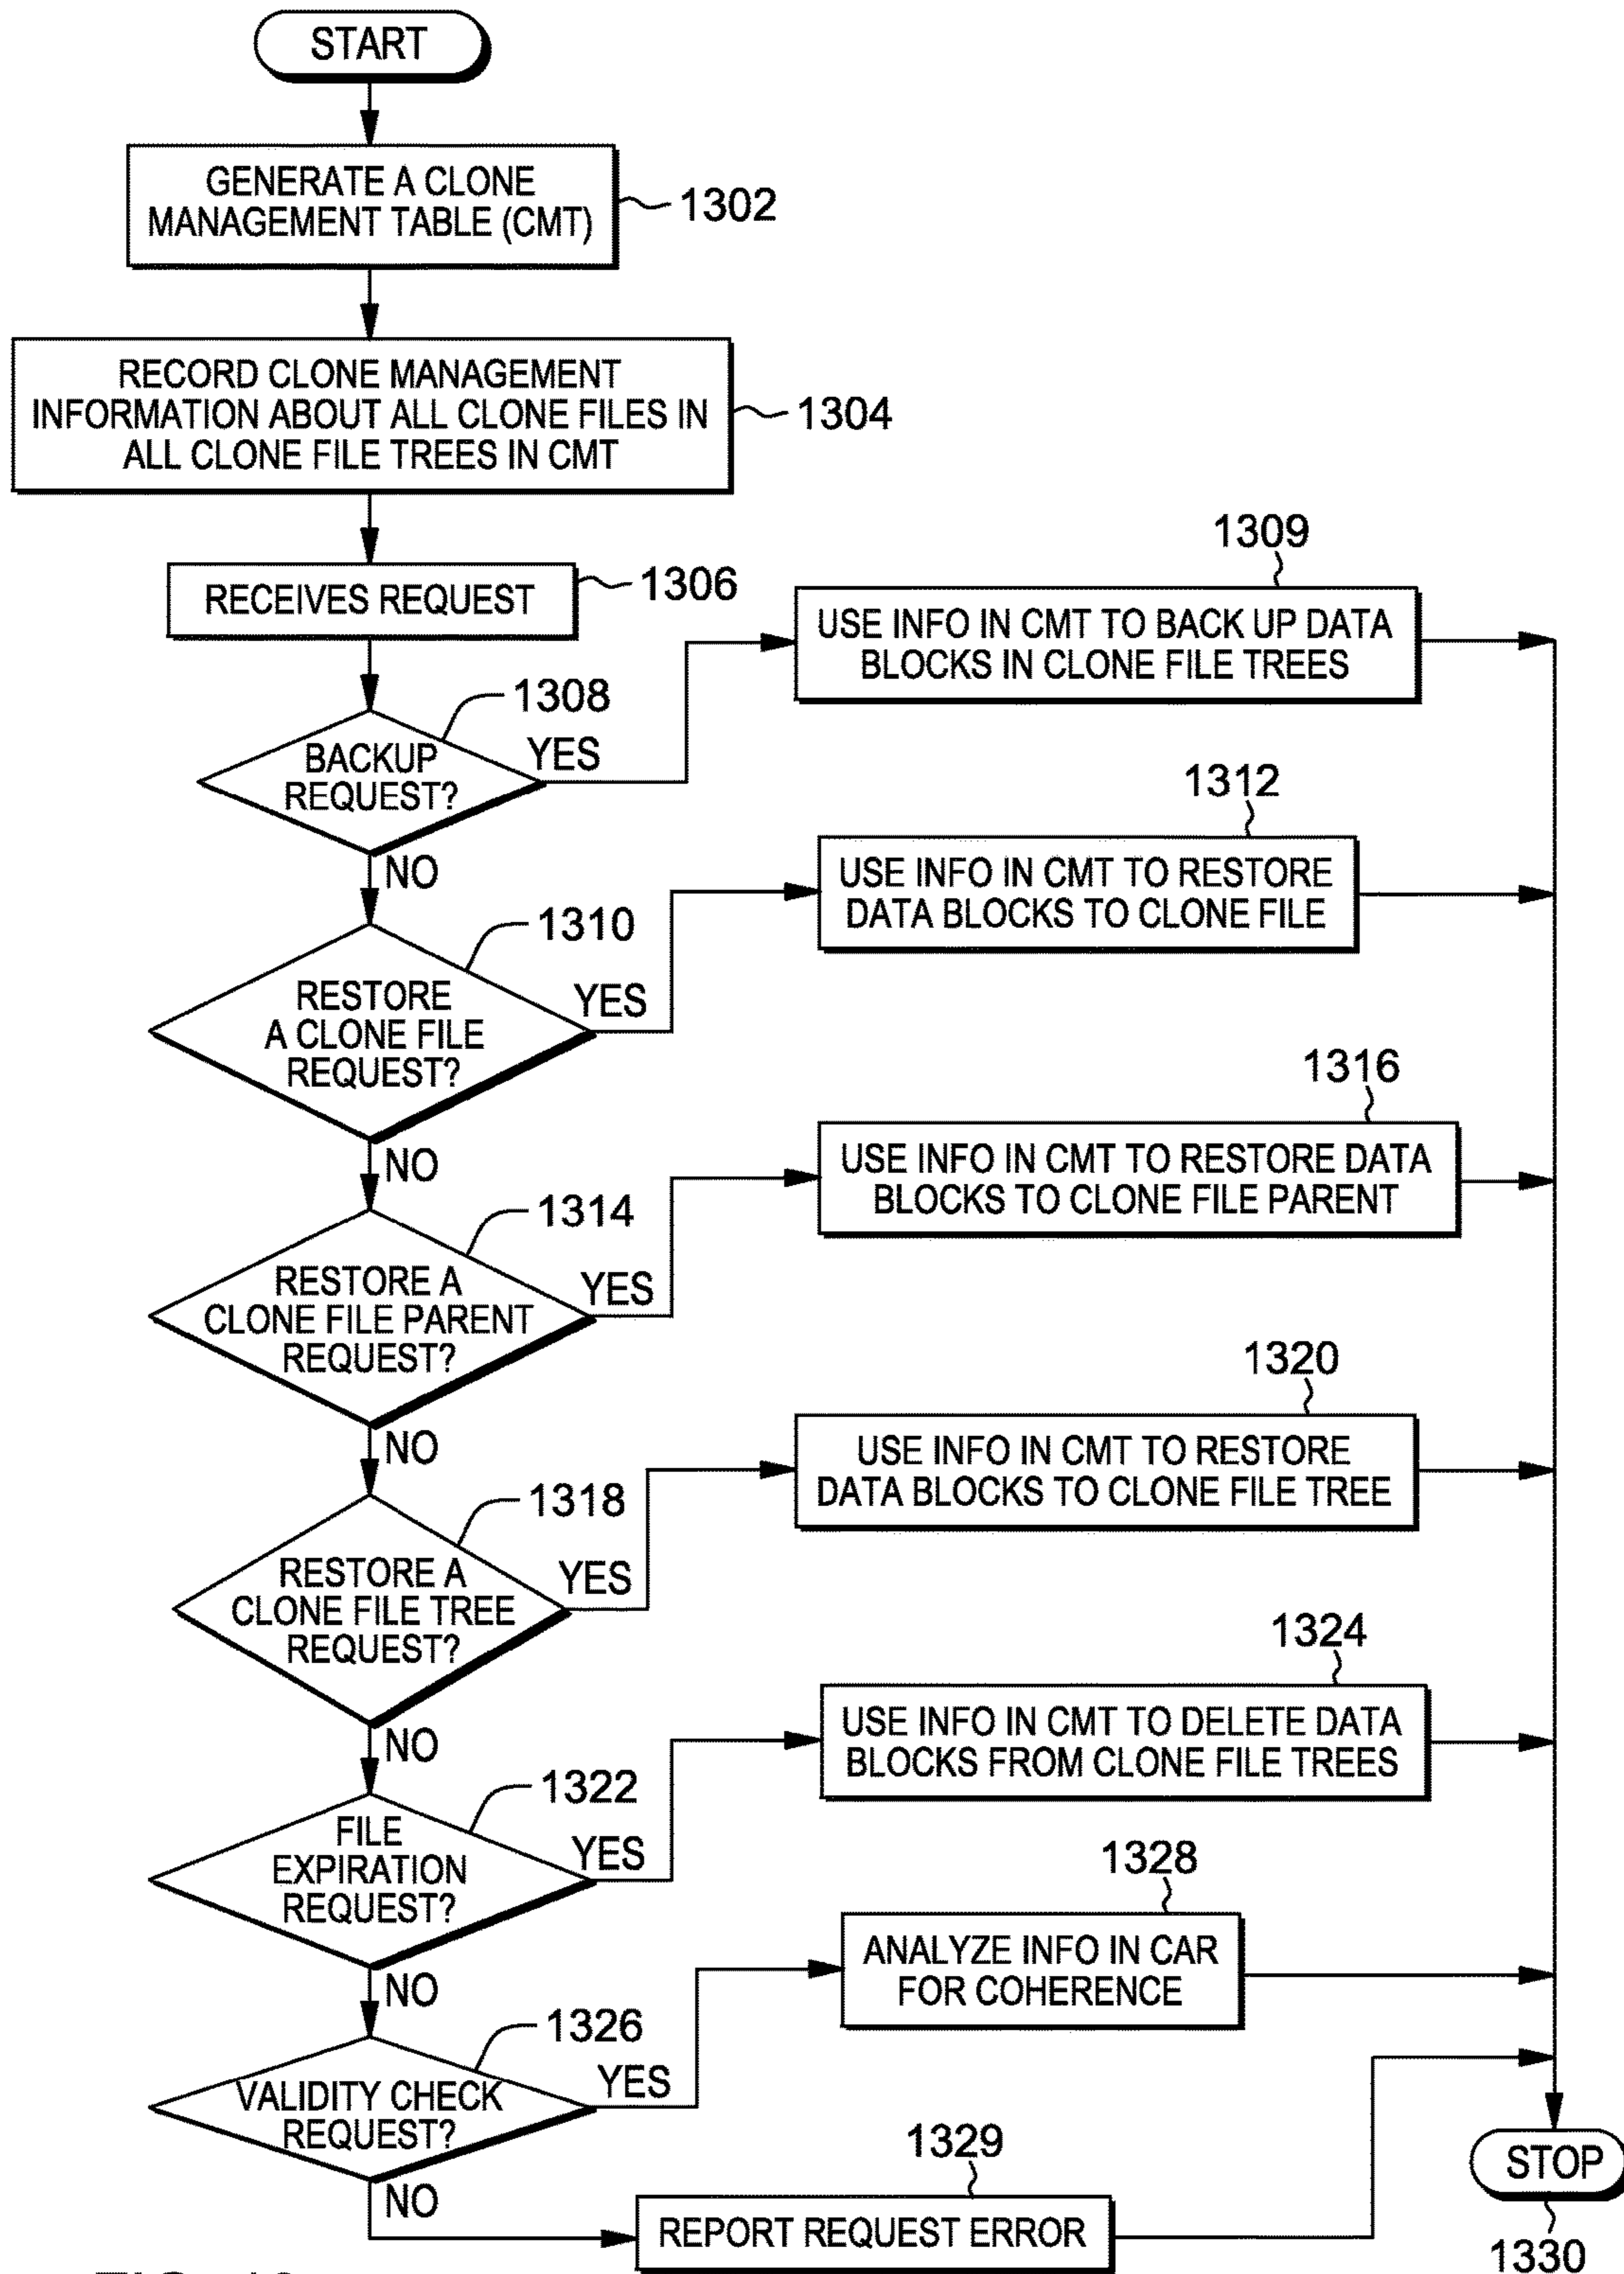 START
GENERATE A CLONE
MANAGEMENT TABLE (CMT)
1302
RECORD CLONE MANAGEMENT
INFORMATION ABOUT ALL CLONE FILES IN
ALL CLONE FILE TREES IN CMT
1304
RECEIVES REQUEST
1306
BACKUP
REQUEST?
1308
YES
NO
USE INFO IN CMT TO BACK UP DATA
BLOCKS IN CLONE FILE TREES
1309
RESTORE
A CLONE FILE
REQUEST?
1310
YES
NO
USE INFO IN CMT TO RESTORE
DATA BLOCKS TO CLONE FILE
1312
RESTORE A
CLONE FILE PARENT
REQUEST?
1314
YES
NO
USE INFO IN CMT TO RESTORE DATA
BLOCKS TO CLONE FILE PARENT
1316
RESTORE A
CLONE FILE TREE
REQUEST?
1318
YES
NO
USE INFO IN CMT TO RESTORE
DATA BLOCKS TO CLONE FILE TREE
1320
FILE
EXPIRATION
REQUEST?
1322
YES
NO
USE INFO IN CMT TO DELETE DATA
BLOCKS FROM CLONE FILE TREES
1324
VALIDITY CHECK
REQUEST?
1326
YES
NO
ANALYZE INFO IN CAR
FOR COHERENCE
1328
REPORT REQUEST ERROR
1329
STOP
1330